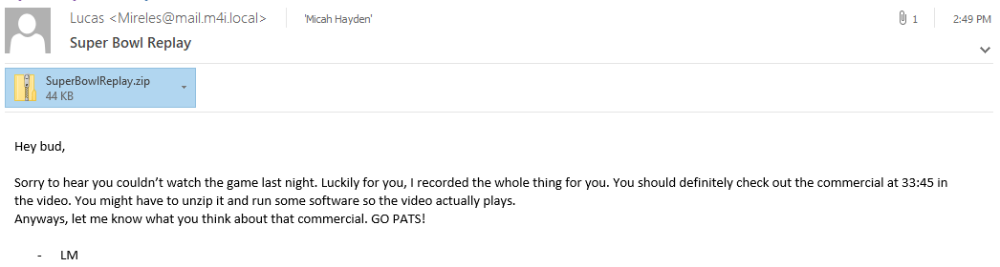 Lucas <Mireles@mail.m4i.local> 'Micah Hayden' 1 2:49 PM
Super Bowl Replay
SuperBowlReplay.zip
44 KB
Hey bud,
Sorry to hear you couldn't watch the game last night. Luckily for you, I recorded the whole thing for you. You should definitely check out the commercial at 33:45 in
the video. You might have to unzip it and run some software so the video actually plays.
Anyways, let me know what you think about that commercial. GO PATS!
- LM